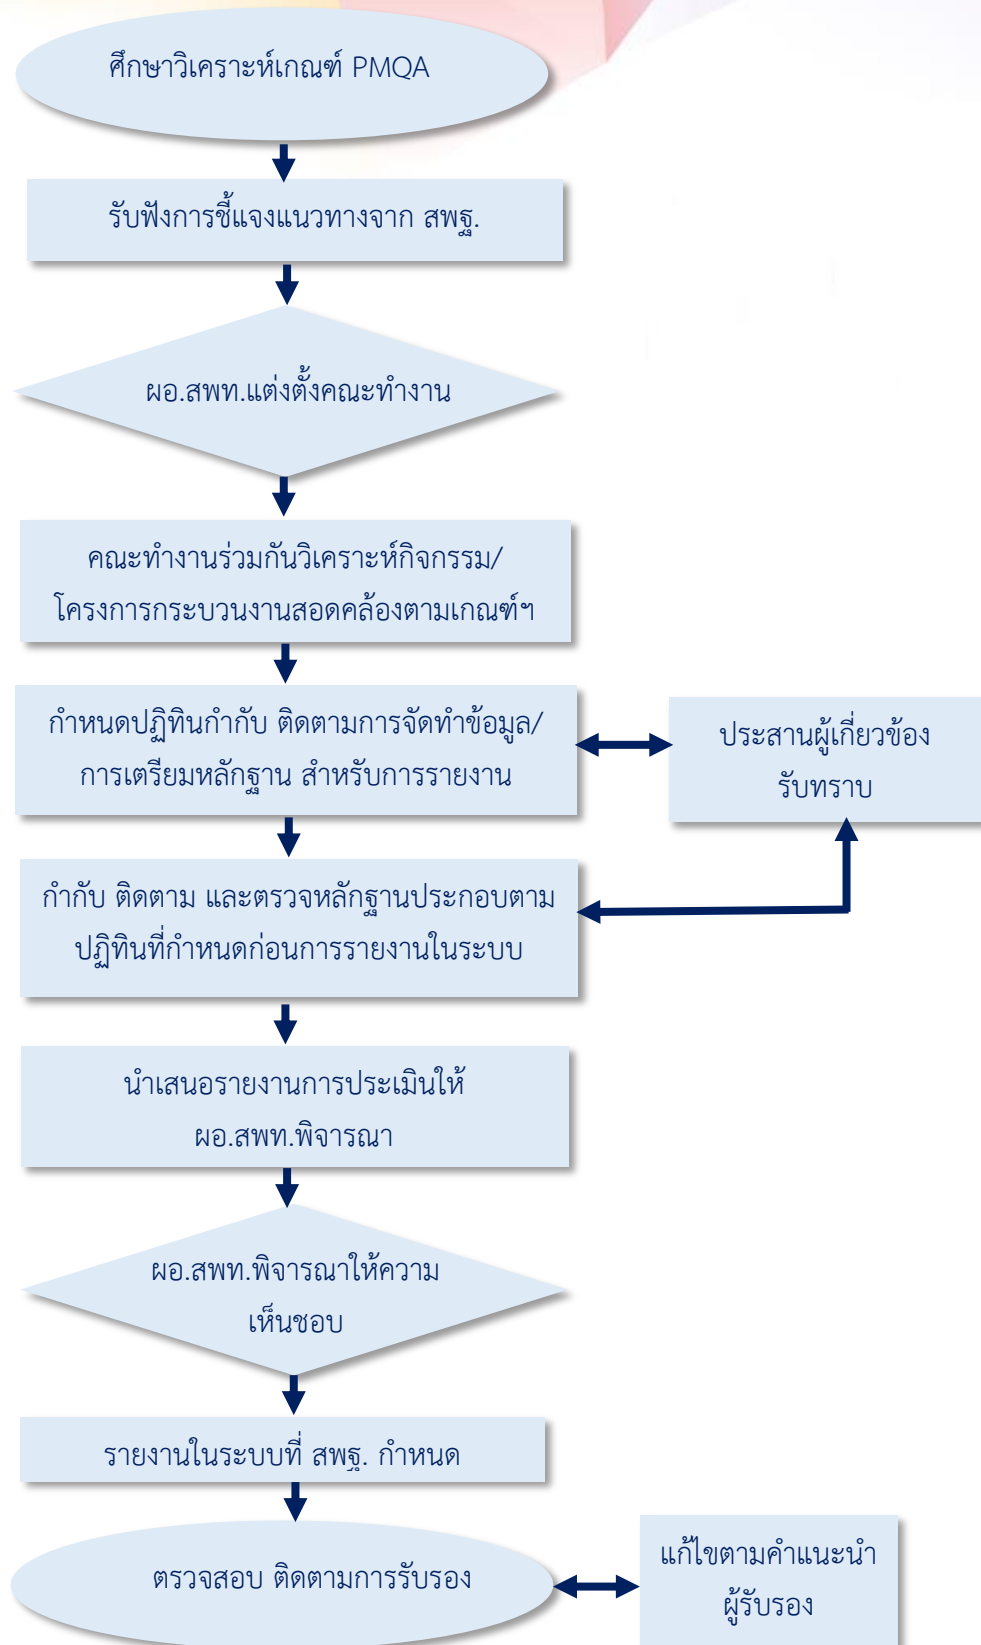 ศึกษาวิเคราะห์เกณฑ์ PMQA
รับฟังการชี้แจงแนวทางจาก สพฐ.
ผอ.สพท.แต่งตั้งคณะทำงาน
คณะทำงานร่วมกันวิเคราะห์กิจกรรม/
โครงการกระบวนงานสอดคล้องตามเกณฑ์ฯ
กำหนดปฏิทินกำกับ ติดตามการจัดทำข้อมูล/
การเตรียมหลักฐาน สำหรับการรายงาน
ประสานผู้เกี่ยวข้อง
รับทราบ
กำกับ ติดตาม และตรวจหลักฐานประกอบตาม
ปฏิทินที่กำหนดก่อนการรายงานในระบบ
นำเสนอรายงานการประเมินให้
ผอ.สพท.พิจารณา
ผอ.สพท.พิจารณาให้ความ
เห็นชอบ
รายงานในระบบที่ สพฐ. กำหนด
ตรวจสอบ ติดตามการรับรอง
แก้ไขตามคำแนะนำ
ผู้รับรอง